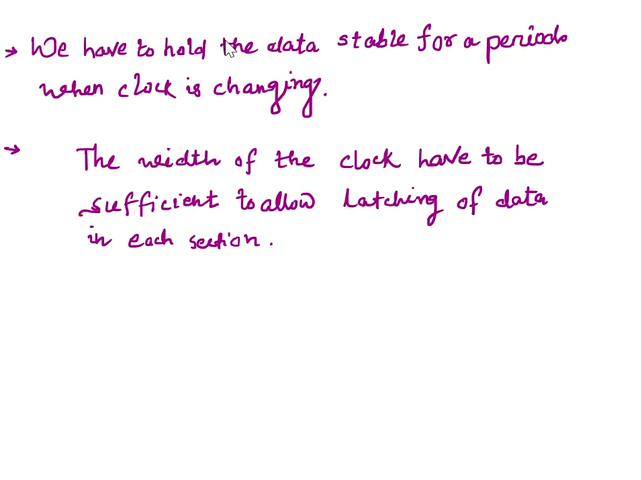 → We have to hold the data stable for a period
when clock is changing.
→ The width of the clock have to be
sufficient to allow Latching of data
in each section.